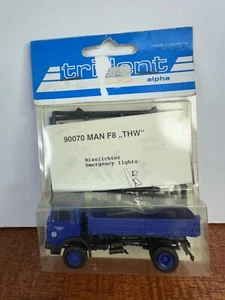 trident
alpha
90070 MAN F8 „THW"
Blaulichter
Emergency lights